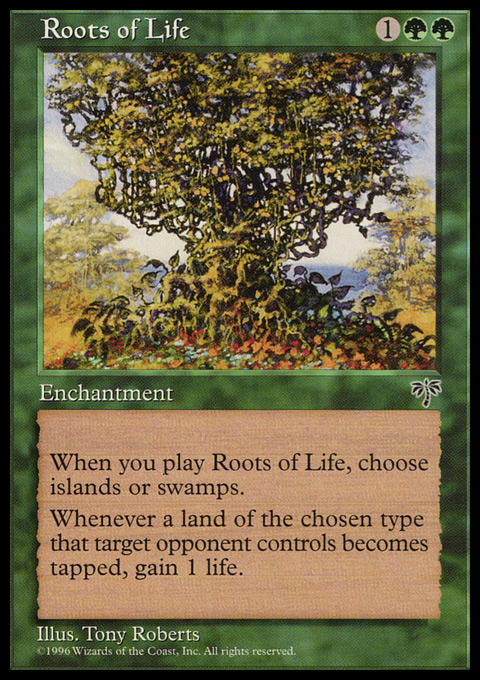 Roots of Life 1
Enchantment
When you play Roots of Life, choose
islands or swamps.
Whenever a land of the chosen type
that target opponent controls becomes
tapped, gain 1 life.
Illus. Tony Roberts
©1996 Wizards of the Coast, Inc. All rights reserved.